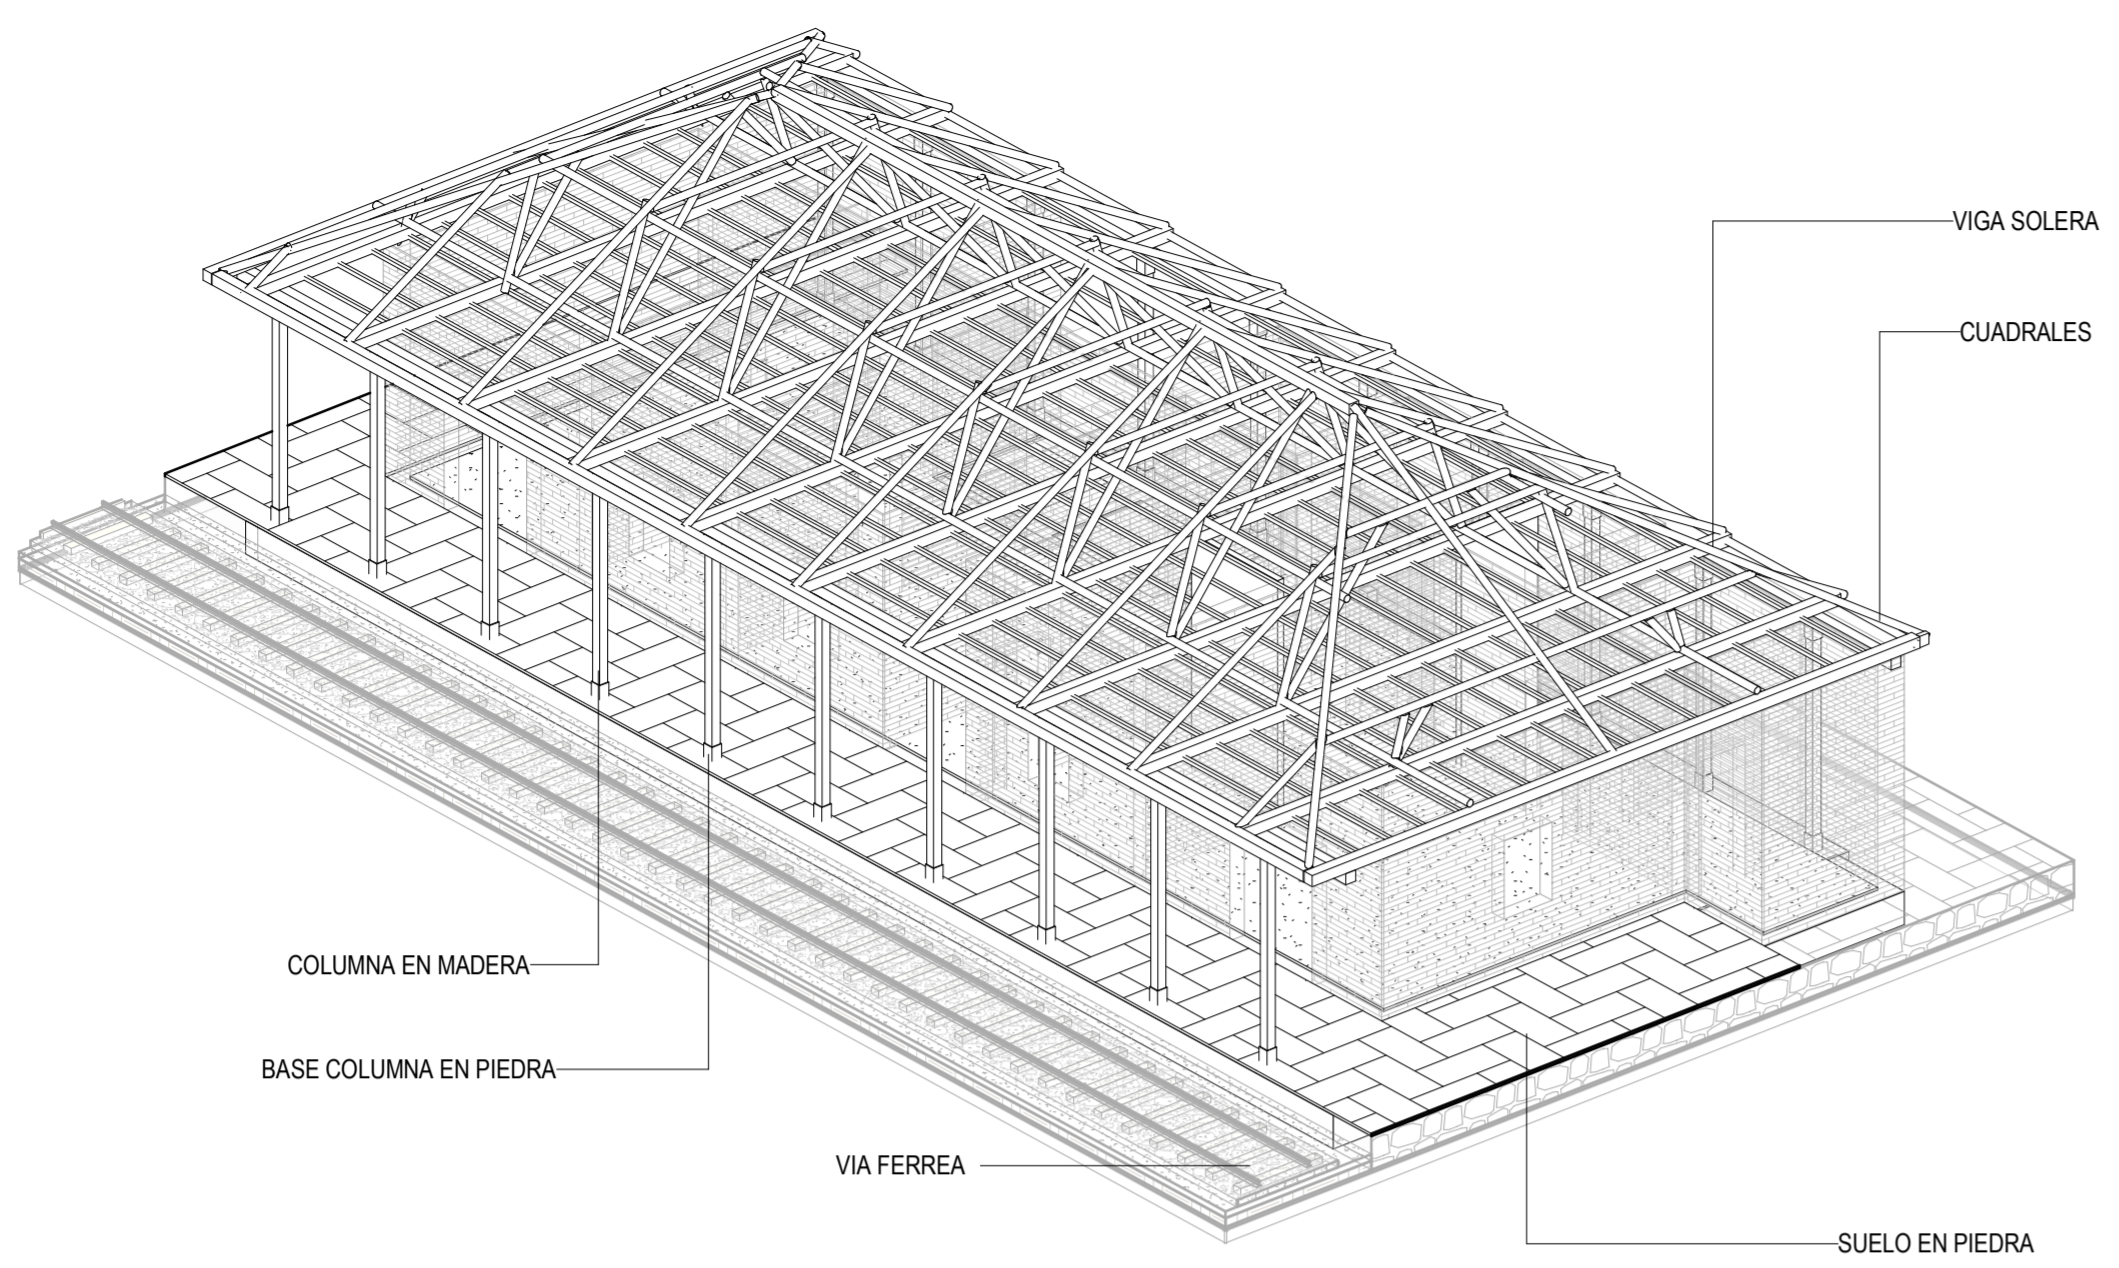 VIGA SOLERA
CUADRALES
COLUMNA EN MADERA
BASE COLUMNA EN PIEDRA
VIA FERREA
SUELO EN PIEDRA